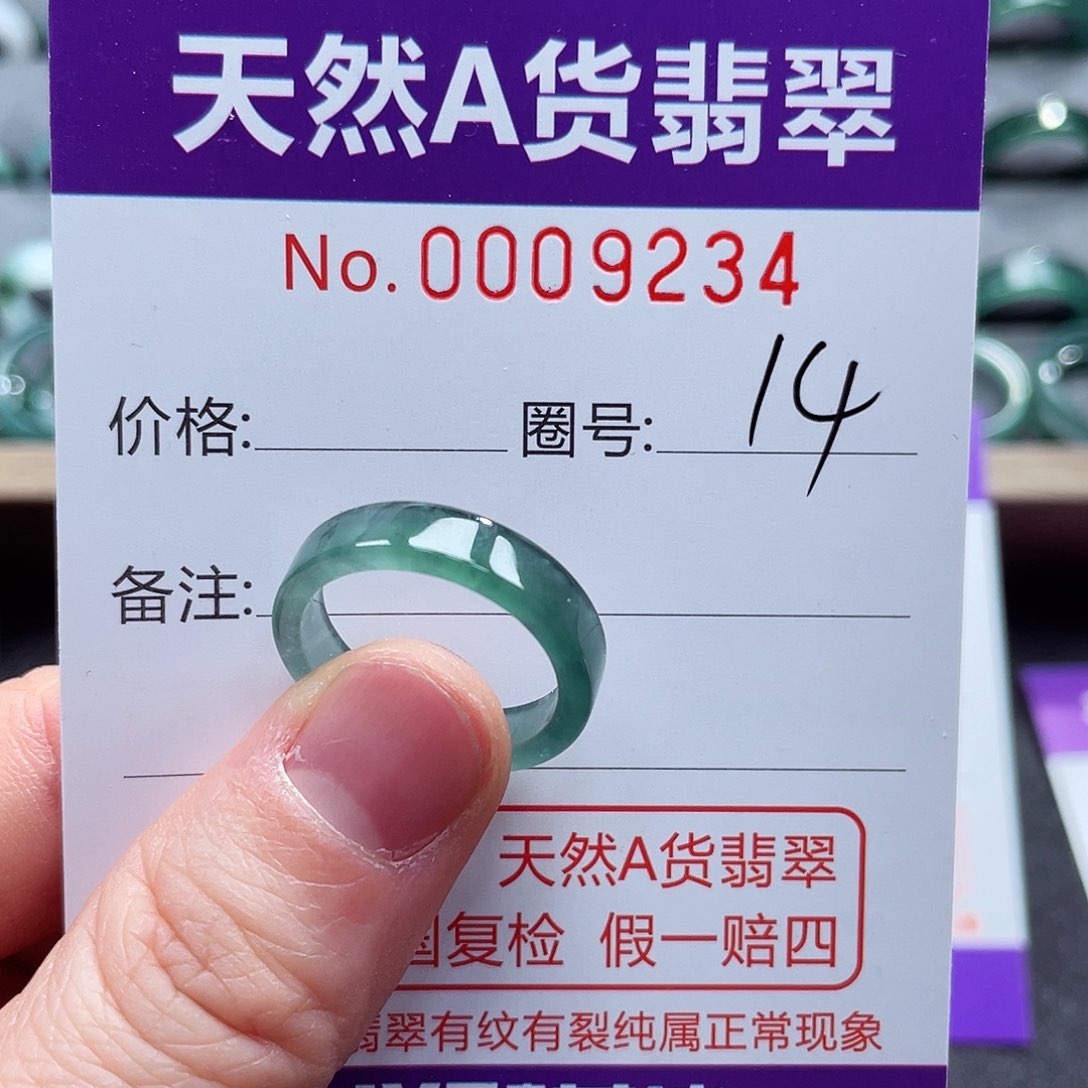 天然A货翡翠
No.0009234
价格: 圈号: 14
备注:
天然A货翡翠
国复检 假一赔四
翡翠有纹有裂纯属正常现象